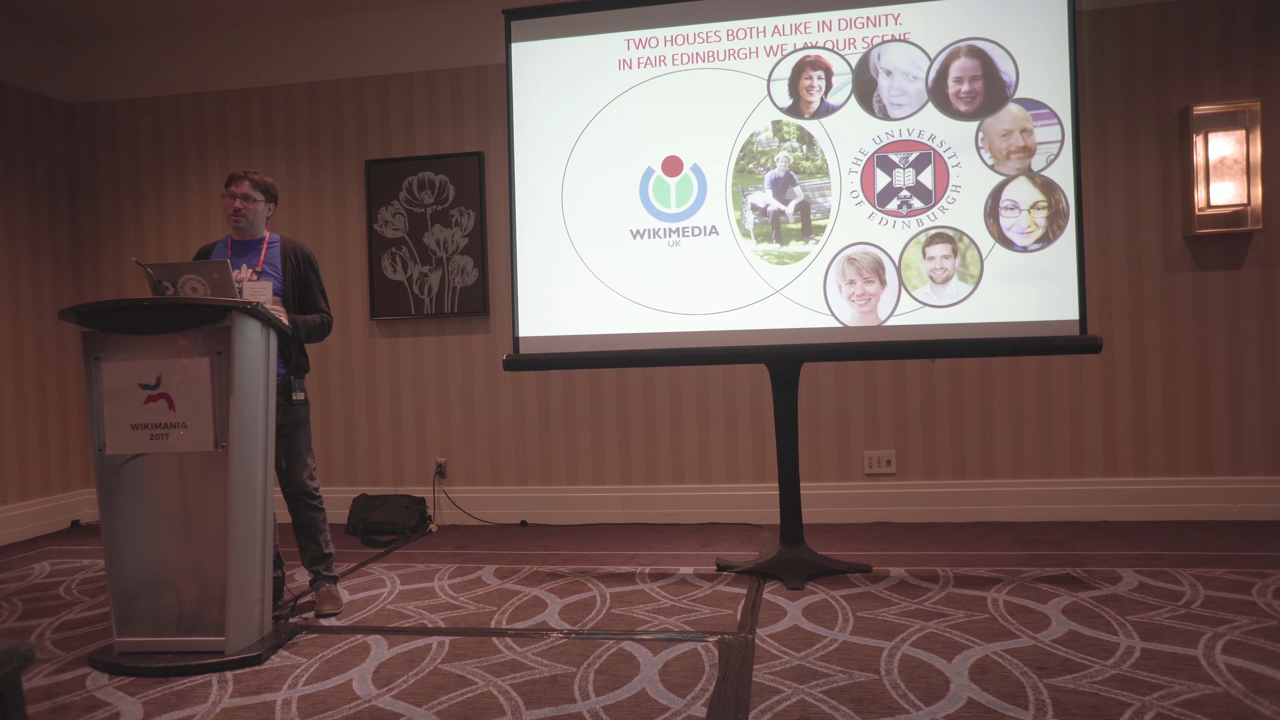 TWO HOUSES BOTH ALIKE IN DIGNITY.
IN FAIR EDINBURGH WE LAY OUR SCENE
WIKIMEDIA
UK
THE UNIVERSITY
OF EDINBURGH
WIKIMANIA
2017